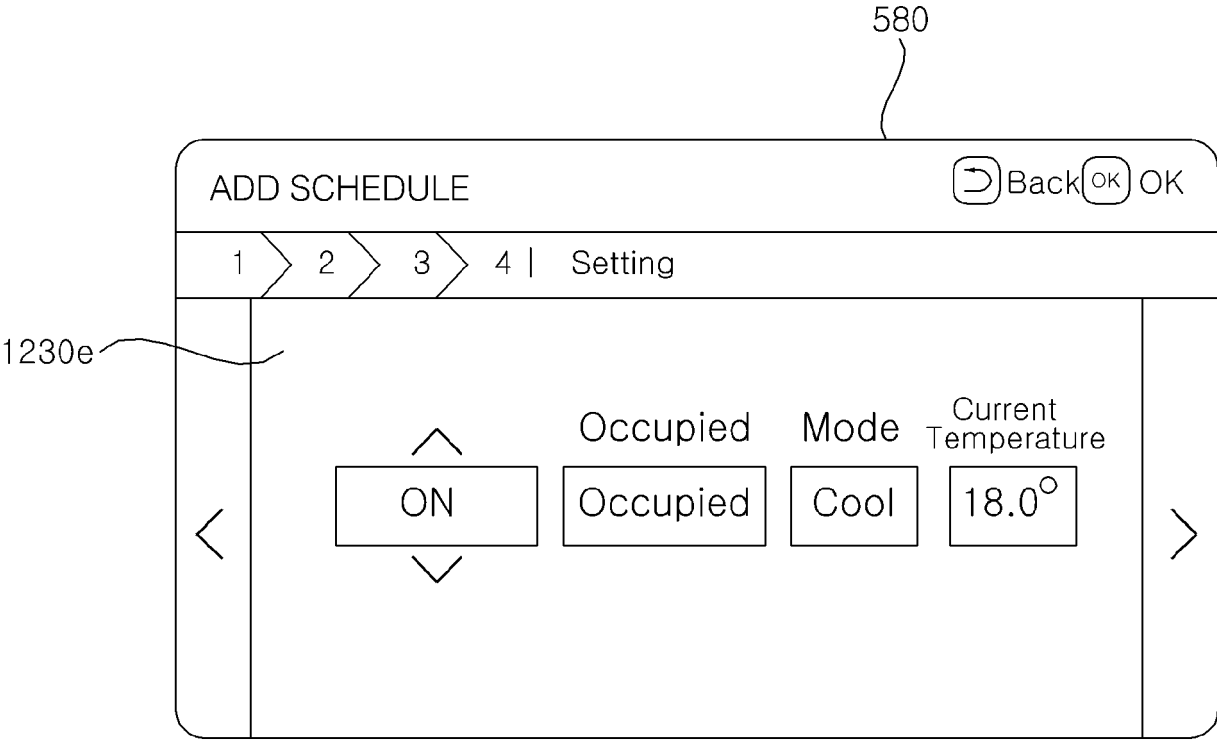 580
ADD SCHEDULE Back OK OK
1 2 3 4 | Setting
1230e
Occupied Mode Current Temperature
ON Occupied Cool 18.0°